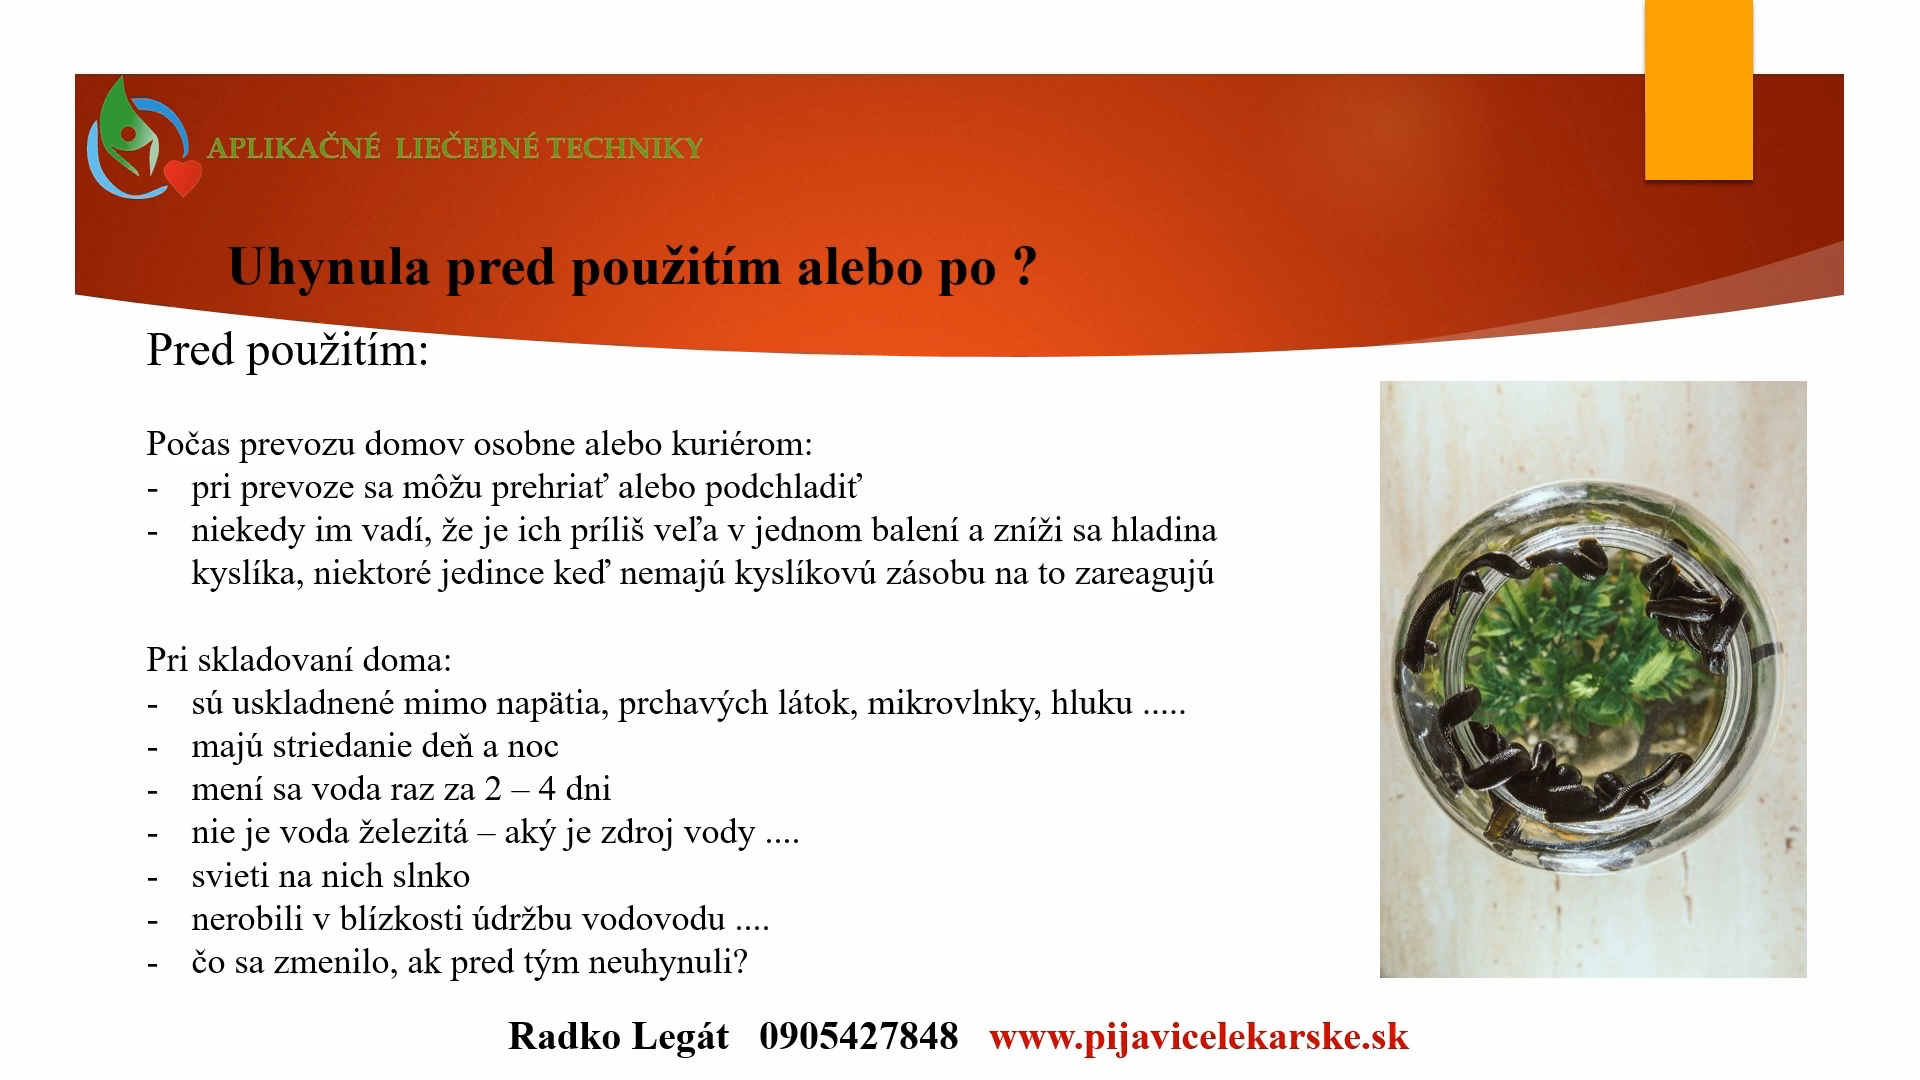 APLIKAČNÉ LIEČEBNÉ TECHNIKY
Uhynula pred použitím alebo po ?
Pred použitím:
Počas prevozu domov osobne alebo kuriérom:
- pri prevoze sa môžu prehriať alebo podchladiť
- niekedy im vadí, že je ich príliš veľa v jednom balení a zníži sa hladina
kyslíka, niektoré jedince keď nemajú kyslíkovú zásobu na to zareagujú
Pri skladovaní doma:
- sú uskladnené mimo napätia, prchavých látok, mikrovlnky, hluku .....
- majú striedanie deň a noc
- mení sa voda raz za 2 – 4 dni
- nie je voda železitá – aký je zdroj vody ....
- svieti na nich slnko
- nerobili v blízkosti údržbu vodovodu ....
- čo sa zmenilo, ak pred tým neuhynuli?
Radko Legát 0905427848 www.pijavicelekarske.sk